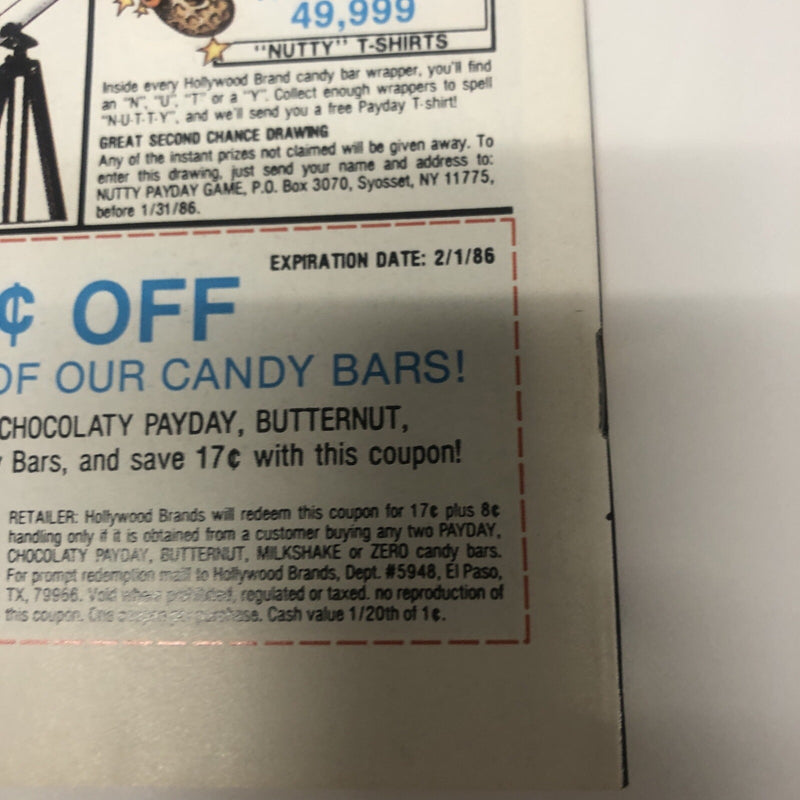 49,999
"NUTTY" T-SHIRTS
Inside every Hollywood Brand candy bar wrapper, you'll find
an "N", "U", "T" or a "Y". Collect enough wrappers to spell
"N-U-T-T-Y", and we'll send you a free Payday T-shirt!
GREAT SECOND CHANCE DRAWING
Any of the instant prizes not claimed will be given away. To
enter this drawing, just send your name and address to:
NUTTY PAYDAY GAME, P.O. Box 3070, Syosset, NY 11775,
before 1/31/86.
EXPIRATION DATE: 2/1/86
¢ OFF
OF OUR CANDY BARS!
CHOCOLATY PAYDAY, BUTTERNUT,
Bars, and save 17¢ with this coupon!
RETAILER: Hollywood Brands will redeem this coupon for 17¢ plus 8¢
handling only if it is obtained from a customer buying any two PAYDAY,
CHOCOLATY PAYDAY, BUTTERNUT, MILKSHAKE or ZERO candy bars.
For prompt redemption mail to Hollywood Brands, Dept. #5948, El Paso,
TX, 79966. Void where prohibited, regulated or taxed. no reproduction of
this coupon. One coupon per purchase. Cash value 1/20th of 1¢.